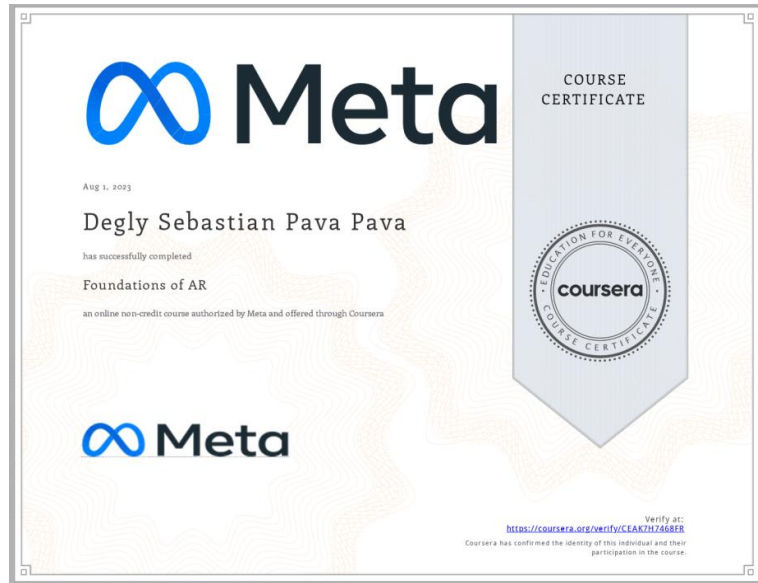 Meta
COURSE
CERTIFICATE
Aug 1, 2023
Degly Sebastian Pava Pava
has successfully completed
Foundations of AR
an online non-credit course authorized by Meta and offered through Coursera
EDUCATION FOR EVERYONE
coursera
COURSE CERTIFICATE
Meta
Verify at:
https://coursera.org/verify/CEAK7H7468FR
Coursera has confirmed the identity of this individual and their
participation in the course.